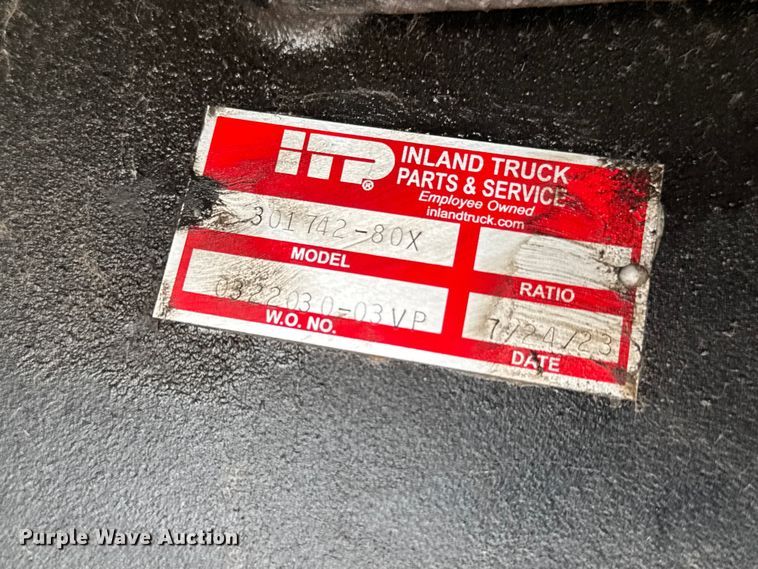 ITP® INLAND TRUCK
PARTS & SERVICE
Employee Owned
inlandtruck.com
301742-80X
MODEL
RATIO
0322030-03VP
W.O. NO.
7/24/23
DATE
Purple Wave Auction